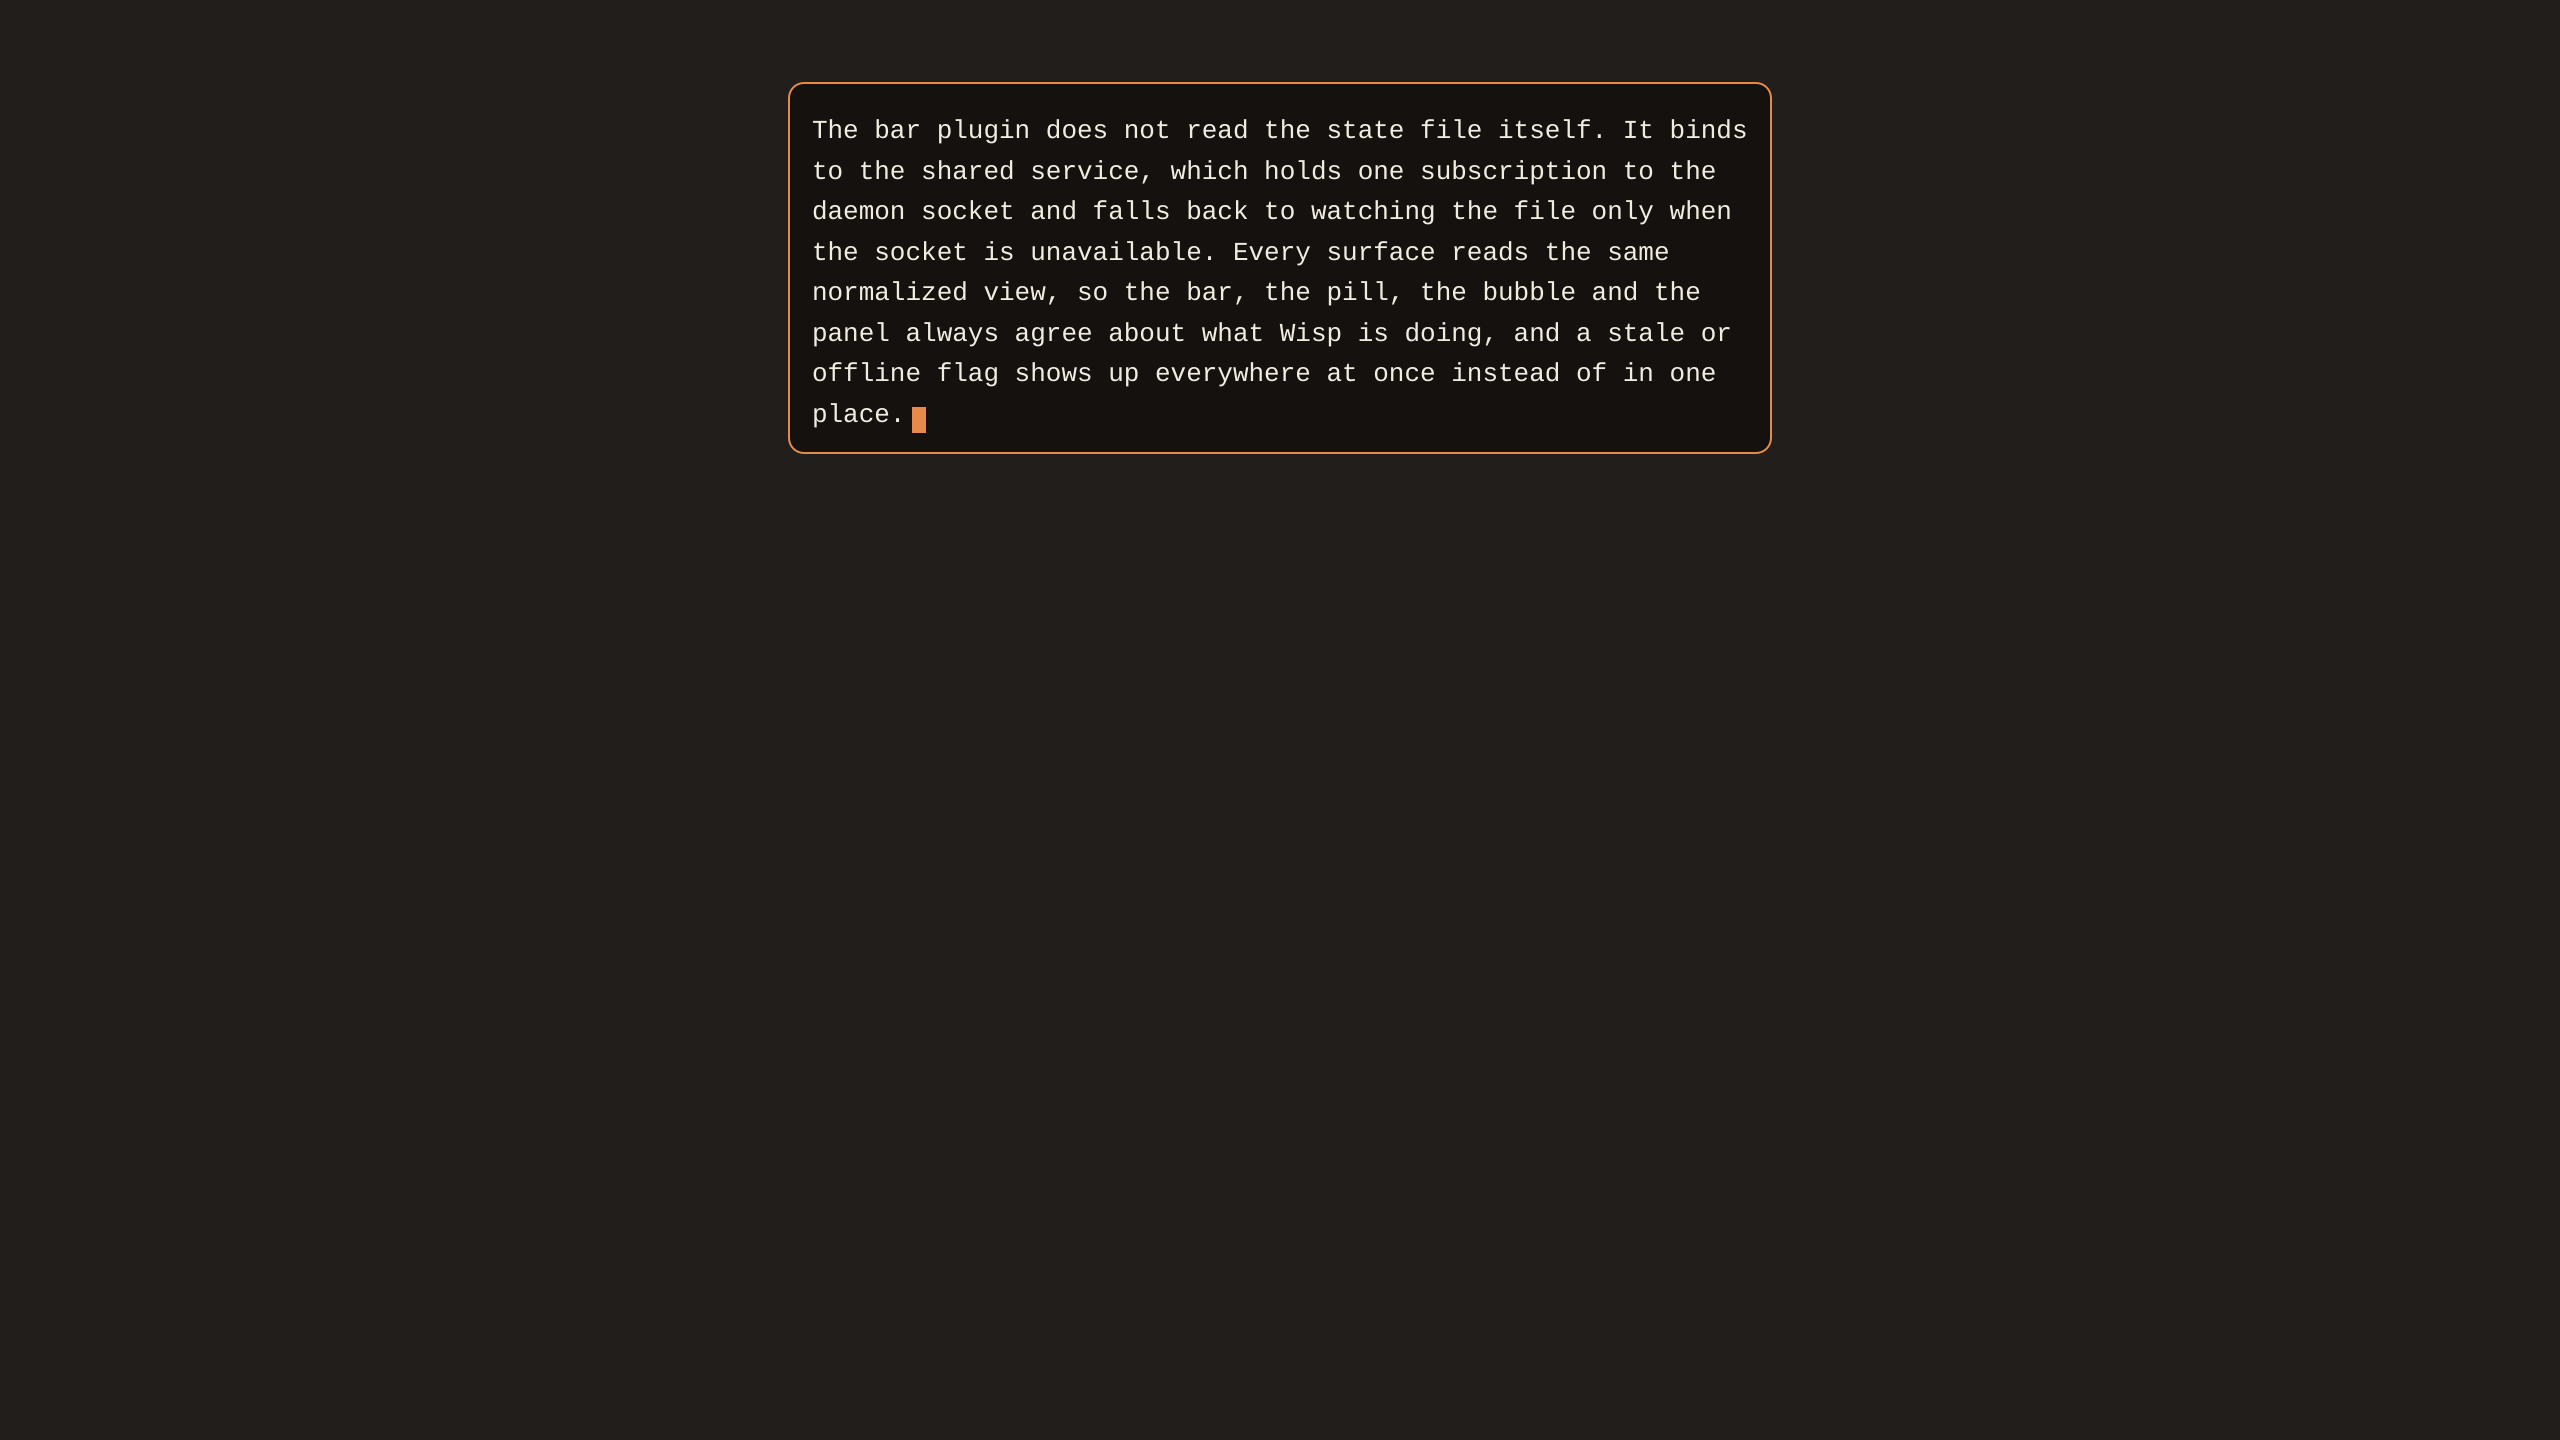 The bar plugin does not read the state file itself. It binds
to the shared service, which holds one subscription to the
daemon socket and falls back to watching the file only when
the socket is unavailable. Every surface reads the same
normalized view, so the bar, the pill, the bubble and the
panel always agree about what Wisp is doing, and a stale or
offline flag shows up everywhere at once instead of in one
place.